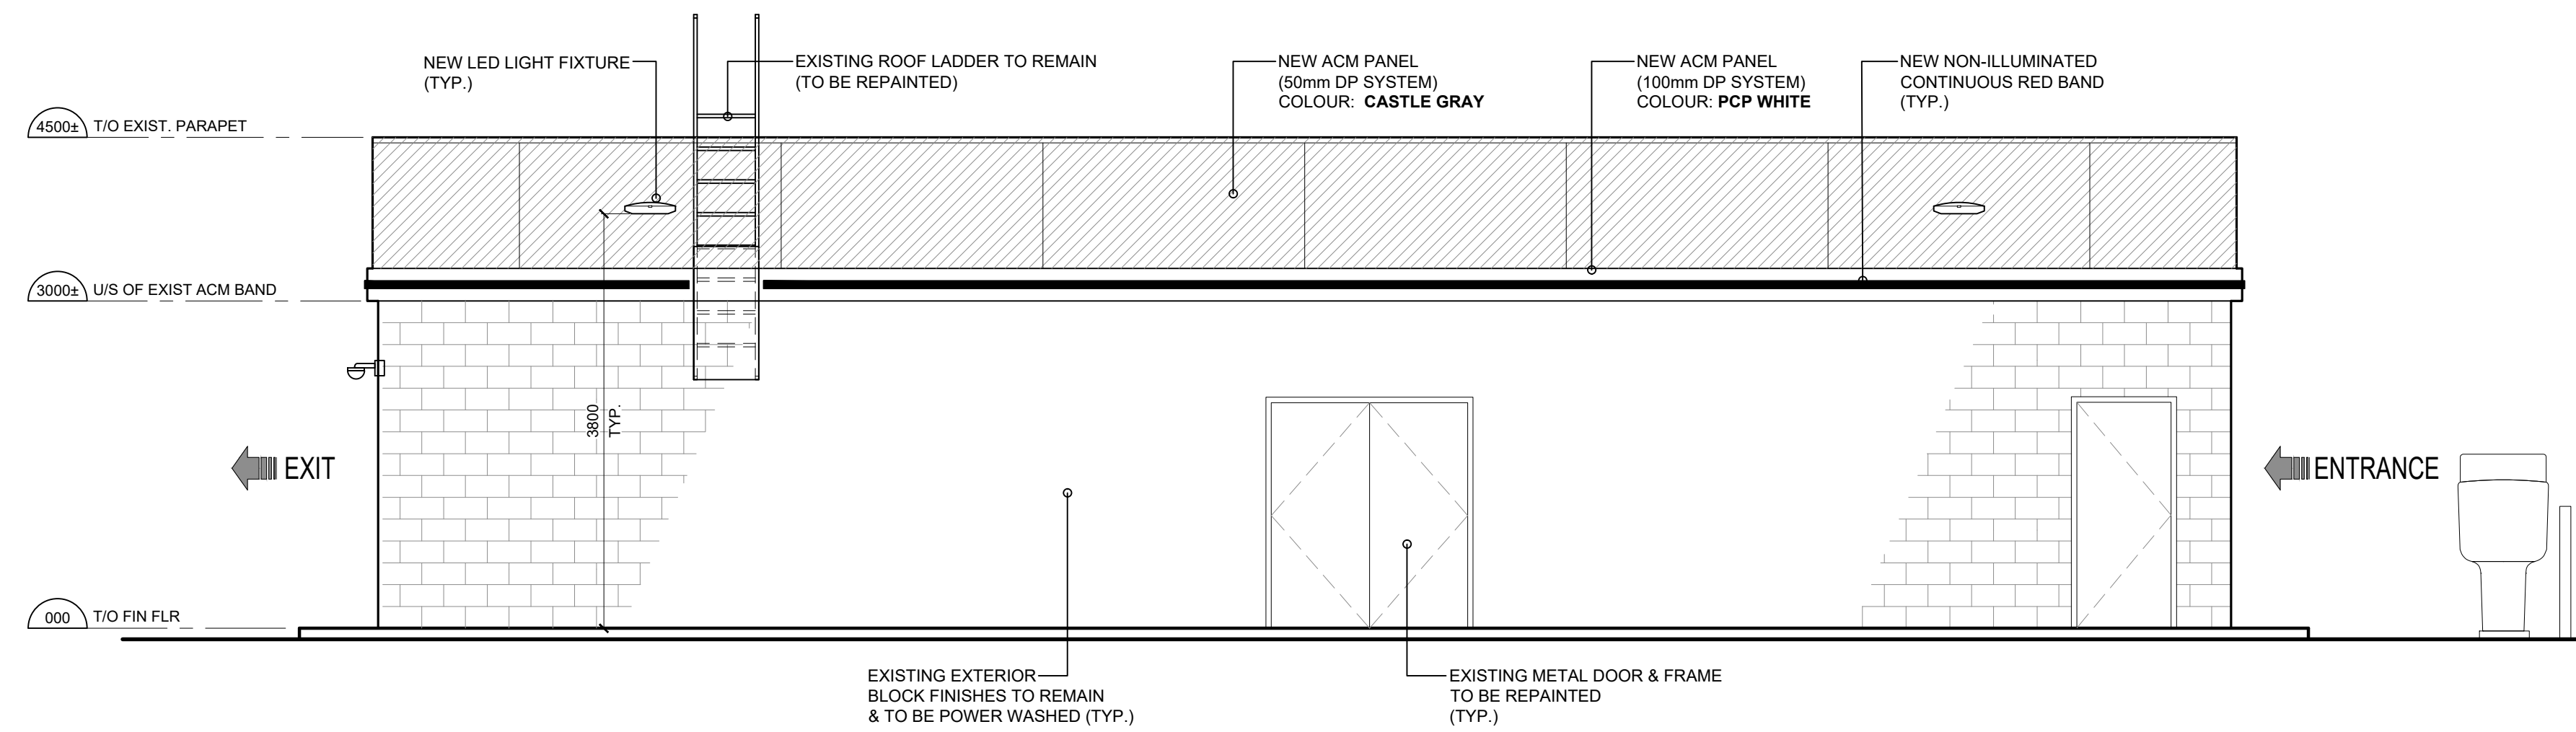 NEW LED LIGHT FIXTURE
(TYP.)
EXISTING ROOF LADDER TO REMAIN
(TO BE REPAINTED)
NEW ACM PANEL
(50mm DP SYSTEM)
COLOUR: CASTLE GRAY
NEW ACM PANEL
(100mm DP SYSTEM)
COLOUR: PCP WHITE
NEW NON-ILLUMINATED
CONTINUOUS RED BAND
(TYP.)
4500± T/O EXIST. PARAPET
3000± U/S OF EXIST ACM BAND
3800
TYP.
EXIT
ENTRANCE
000 T/O FIN FLR
EXISTING EXTERIOR
BLOCK FINISHES TO REMAIN
& TO BE POWER WASHED (TYP.)
EXISTING METAL DOOR & FRAME
TO BE REPAINTED
(TYP.)